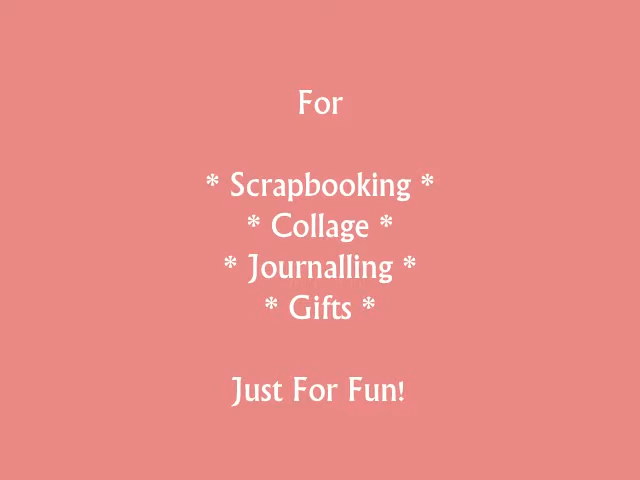 For
* Scrapbooking *
* Collage *
* Journalling *
* Gifts *
Just For Fun!